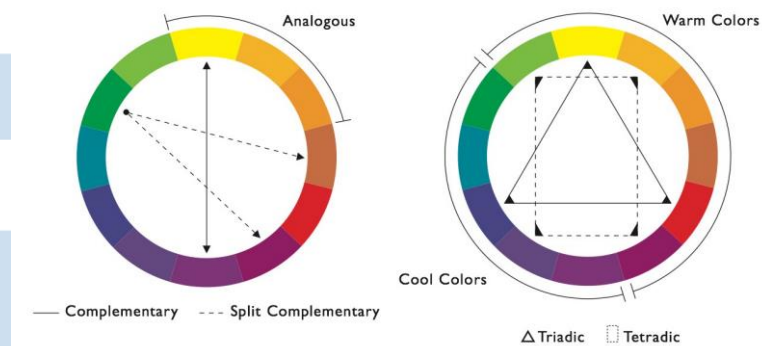 Analogous
Warm Colors
Cool Colors
Complementary
Split Complementary
Triadic
Tetradic